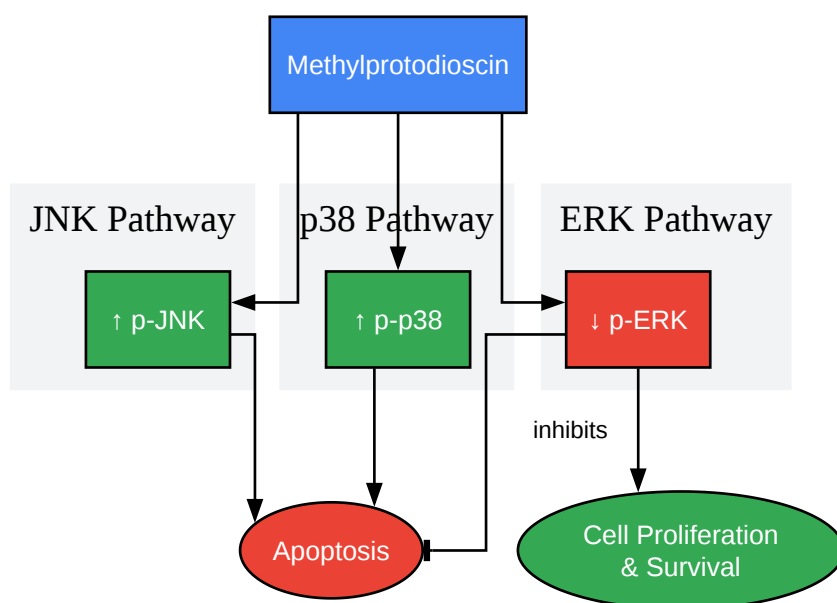 Methylprotodioscin
JNK Pathway
p38 Pathway
ERK Pathway
↑ p-JNK
↑ p-p38
↓ p-ERK
inhibits
Apoptosis
Cell Proliferation
& Survival